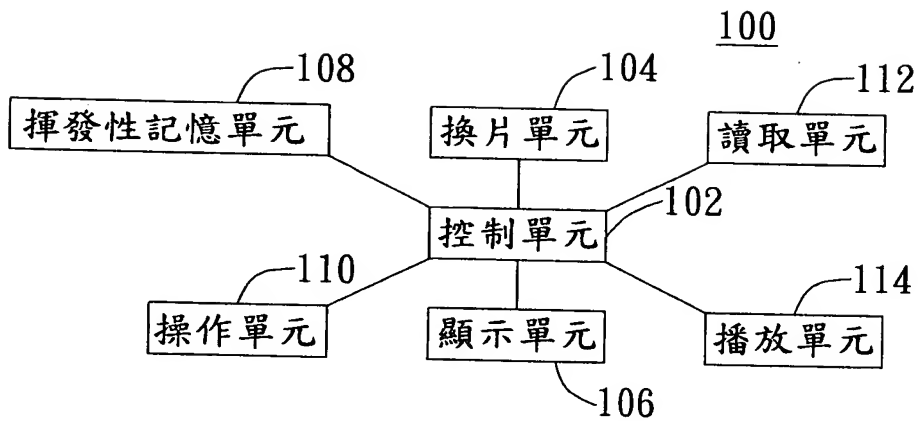 100
108
104
112
揮發性記憶單元
換片單元
讀取單元
102
控制單元
110
114
操作單元
顯示單元
播放單元
106